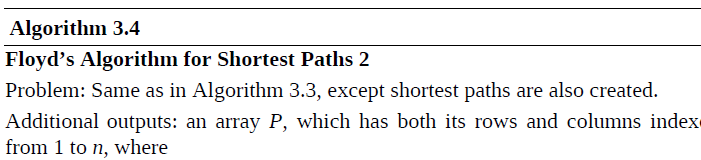 Algorithm 3.4
Floyd’s Algorithm for Shortest Paths 2
Problem: Same as in Algorithm 3.3, except shortest paths are also created.
Additional outputs: an array P, which has both its rows and columns indexe
from 1 to n, where